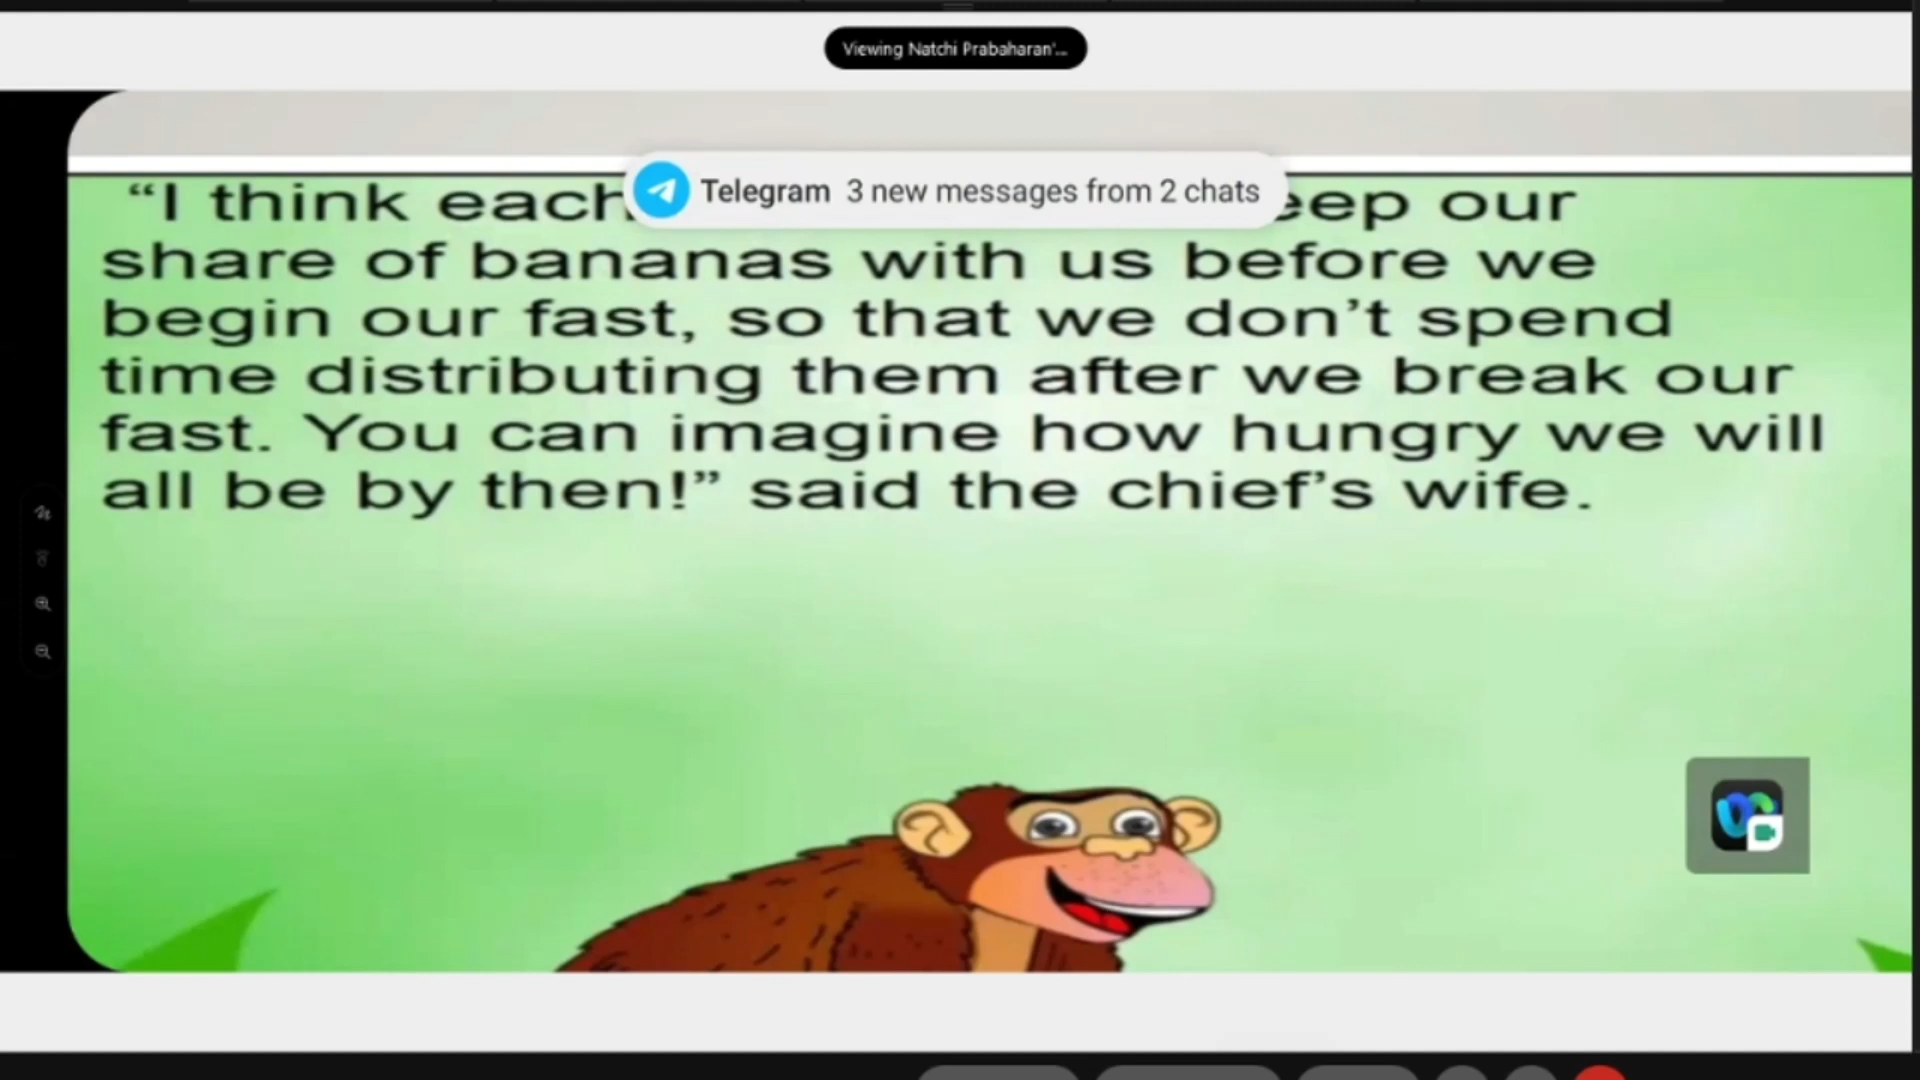 Viewing Natchi Prabaharan'...
Telegram 3 new messages from 2 chats
“I think each eep our
share of bananas with us before we
begin our fast, so that we don’t spend
time distributing them after we break our
fast. You can imagine how hungry we will
all be by then!” said the chief’s wife.